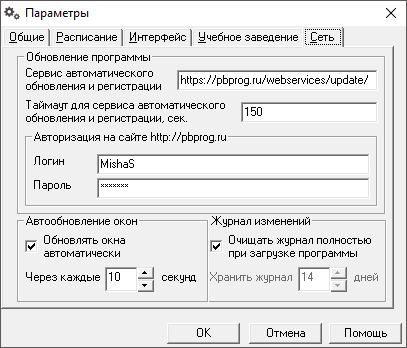 Параметры
Общие
Расписание
Интерфейс
Учебное заведение
Сеть
Обновление программы
Сервис автоматического
обновления и регистрации
https://pbprog.ru/webservices/update/
Таймаут для сервиса автоматического
обновления и регистрации, сек.
150
Авторизация на сайте http://pbprog.ru
Логин
MishaS
Пароль
*******
Автообновление окон
Обновлять окна
автоматически
Через каждые 10 секунд
Журнал изменений
Очищать журнал полностью
при загрузке программы
Хранить журнал 14 дней
OK
Отмена
Помощь